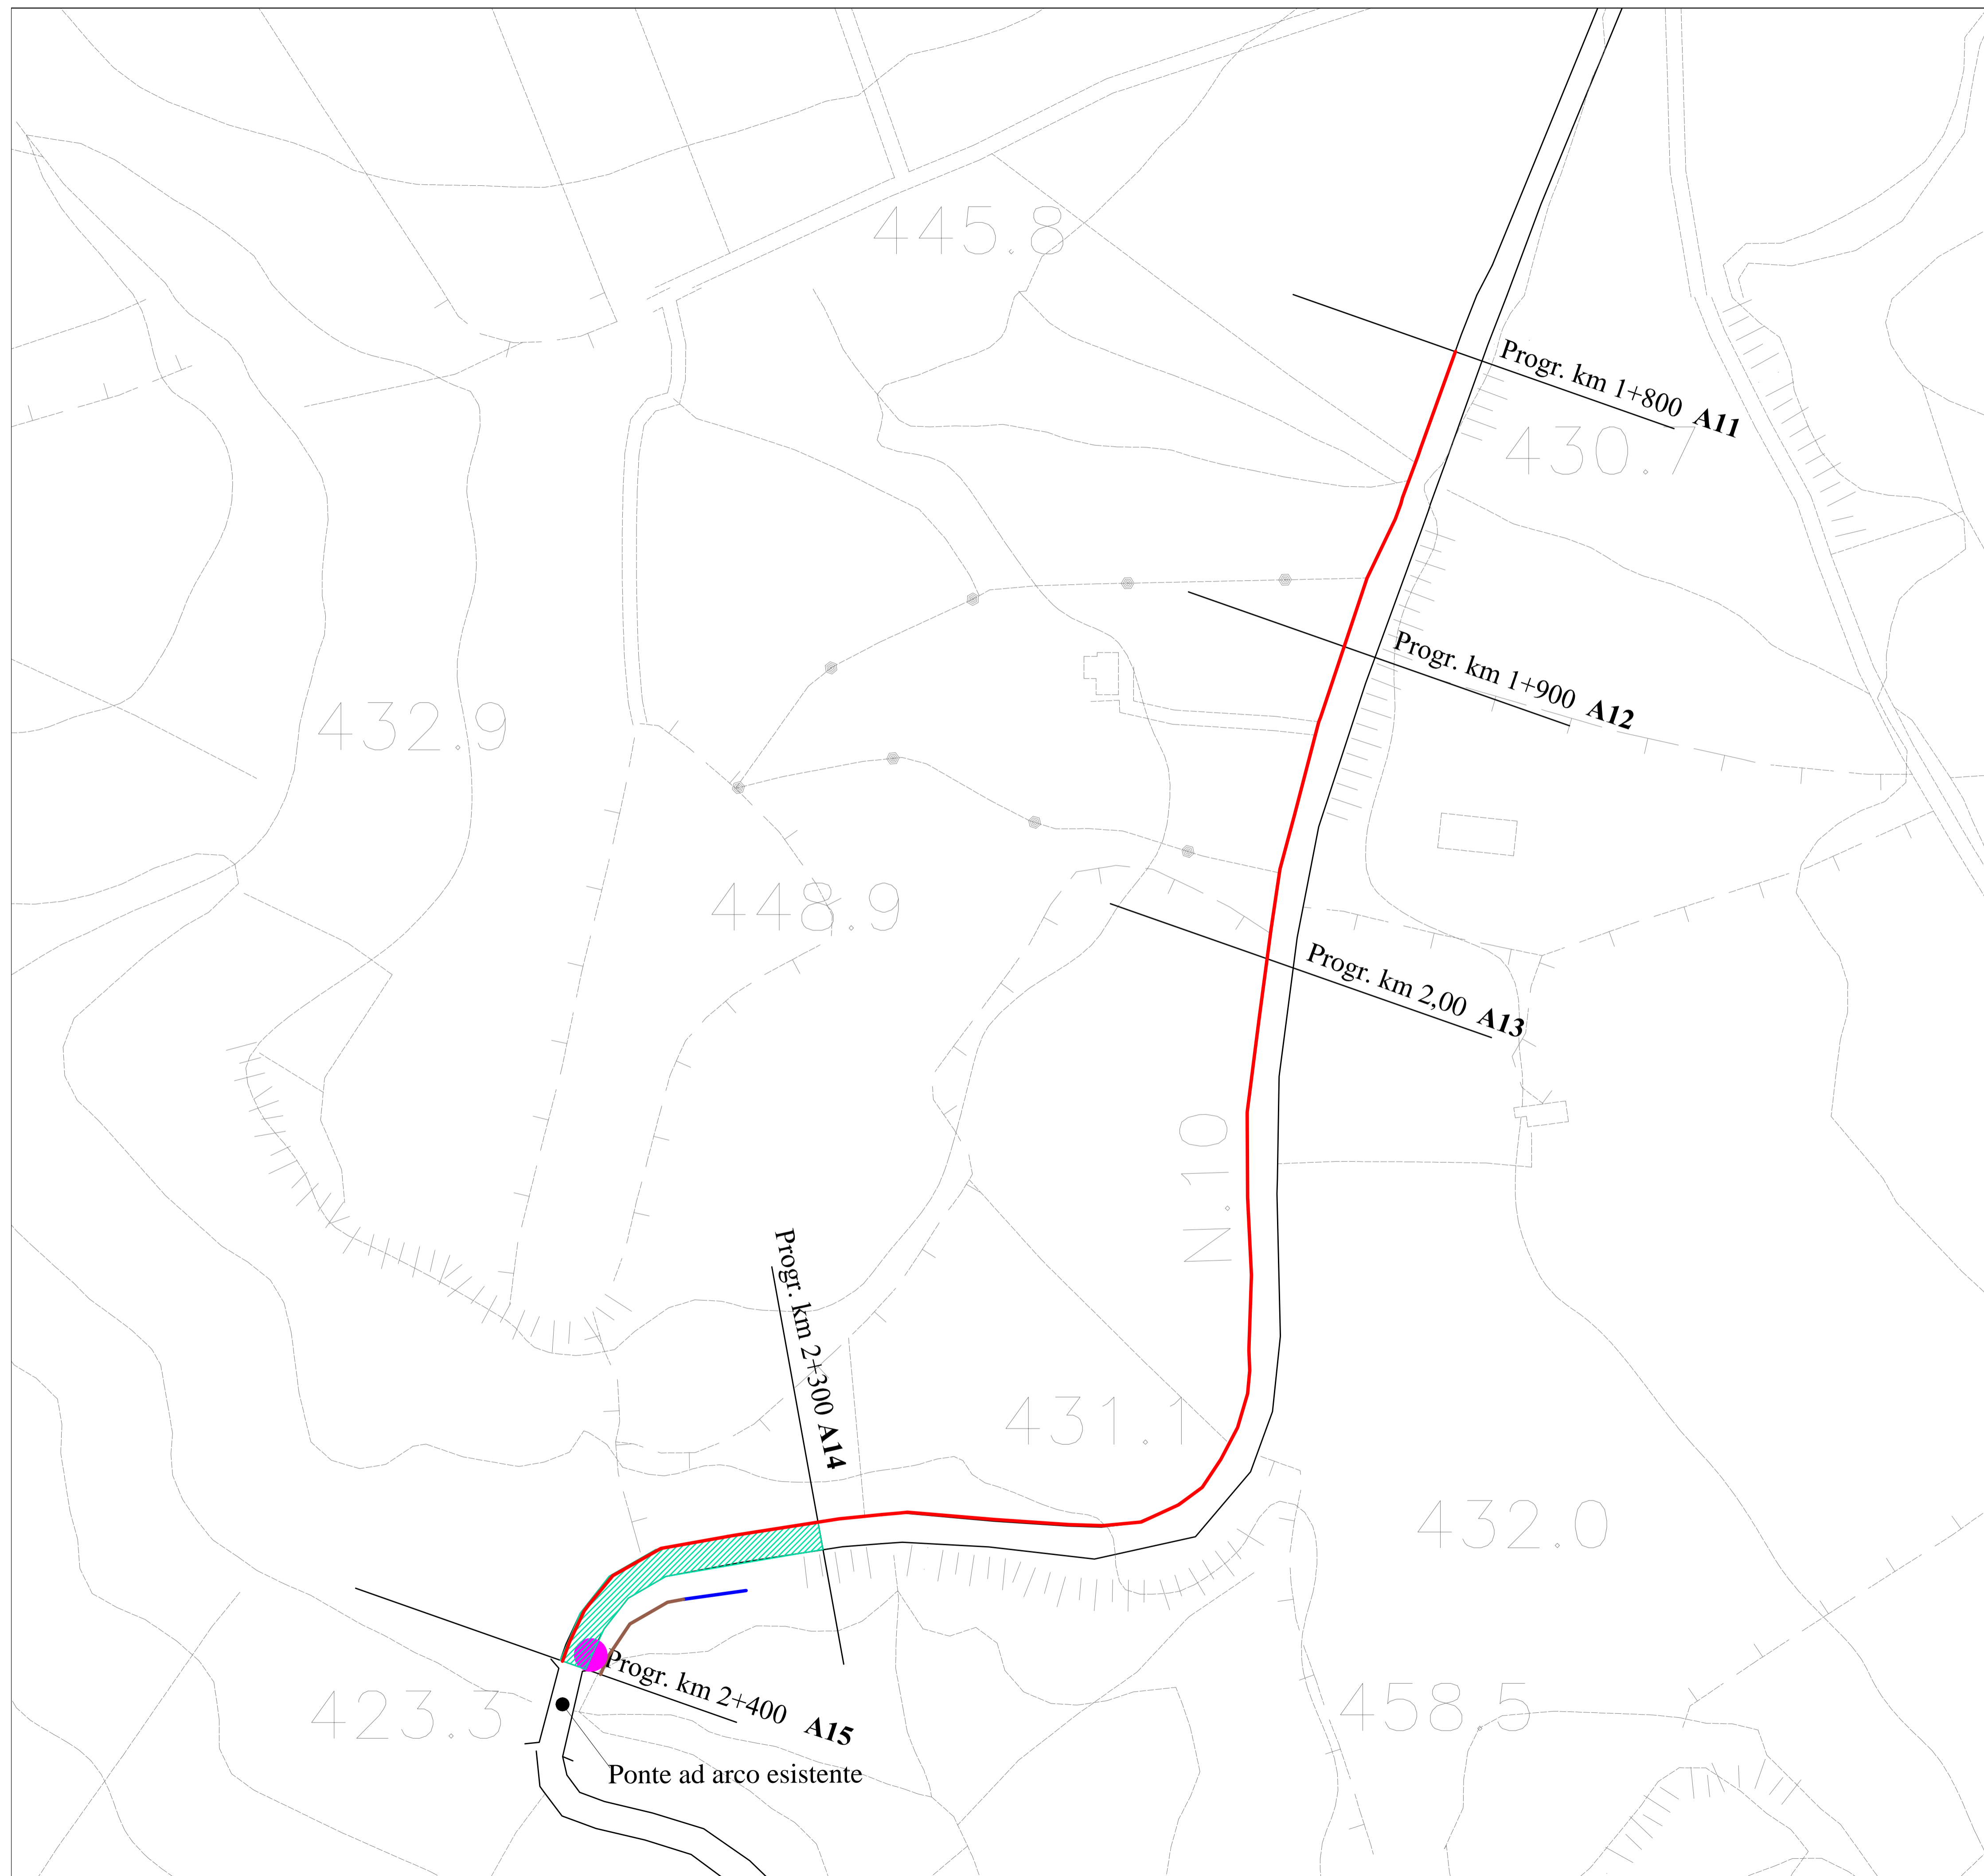 445.8
Progr. km 1+800 A11
430.7
Progr. km 1+900 A12
432.9
448.9
Progr. km 2,00 A13
N.10
Progr. km 2+300 A14
431.1
432.0
Progr. km 2+400 A15
423.3
458.5
Ponte ad arco esistente